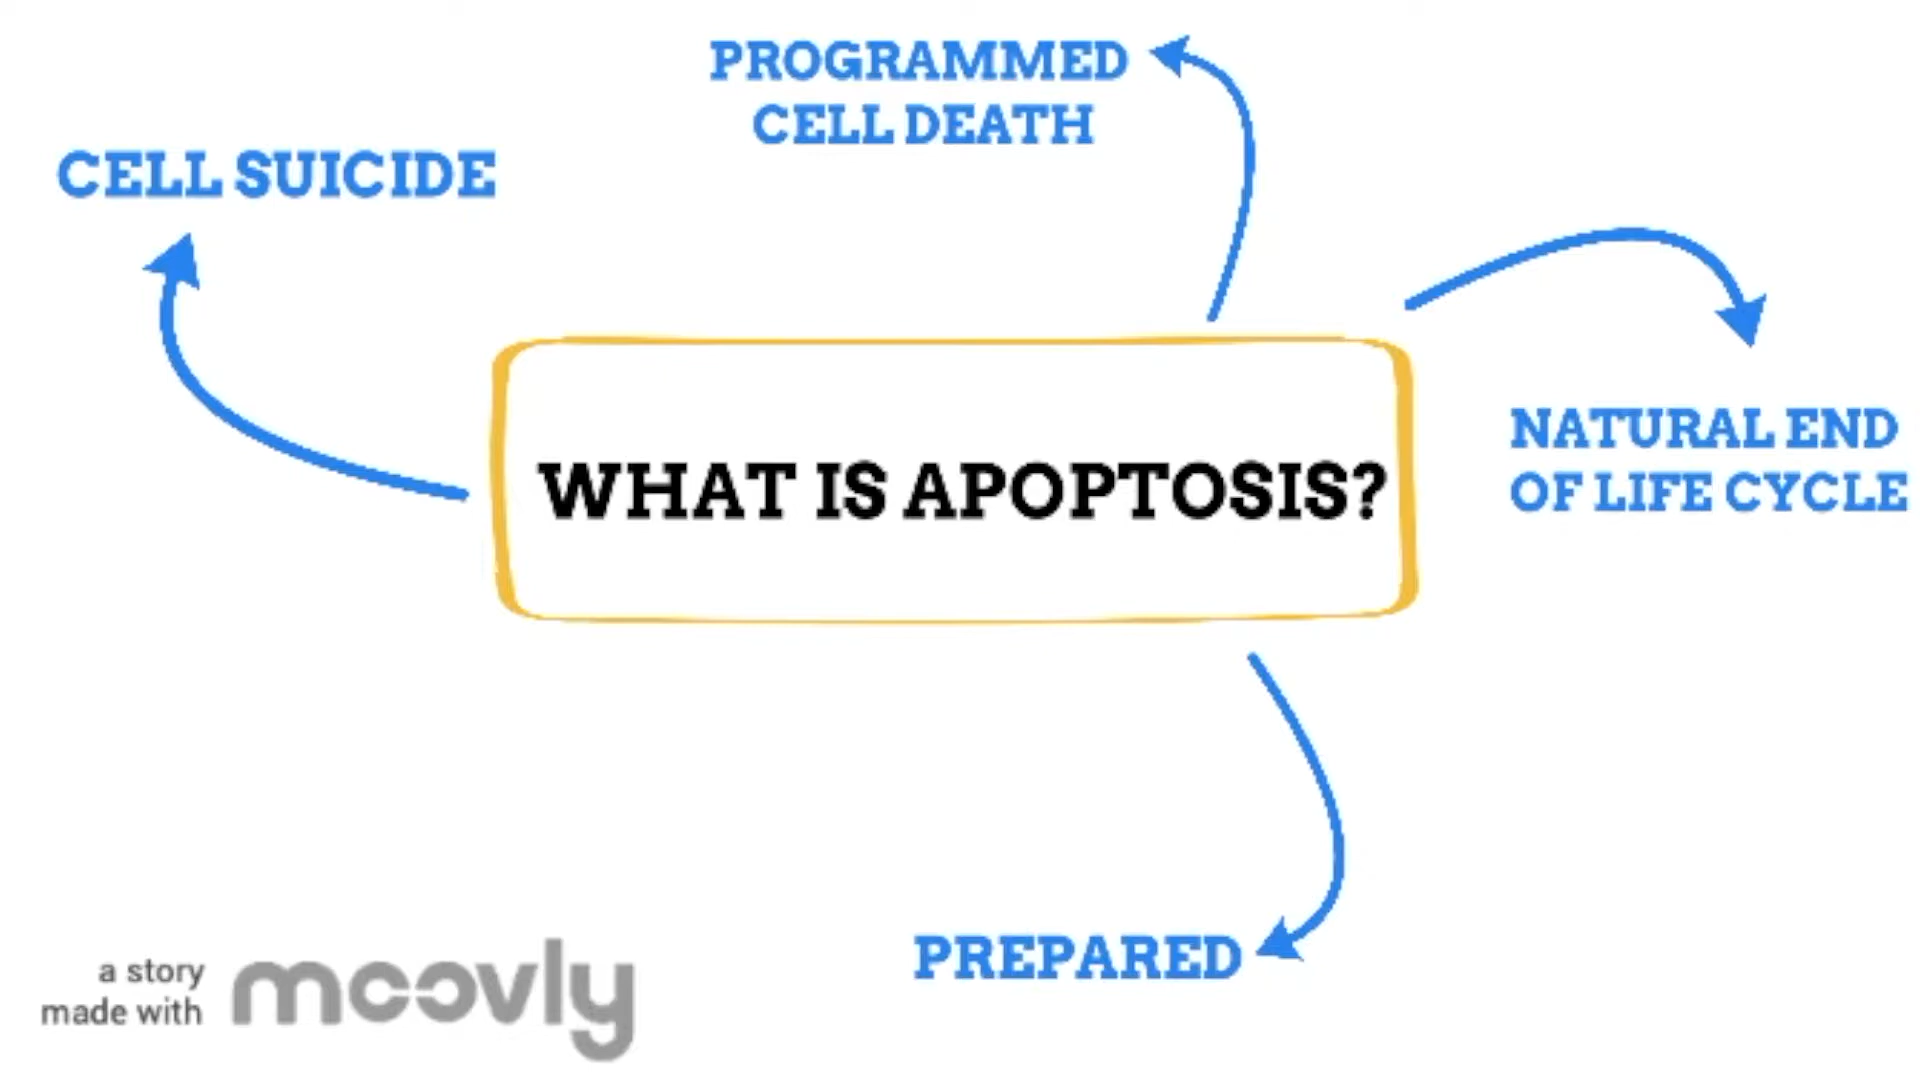 PROGRAMMED
CELL DEATH
CELL SUICIDE
NATURAL END
OF LIFE CYCLE
WHAT IS APOPTOSIS?
PREPARED
a story
made with
moovly